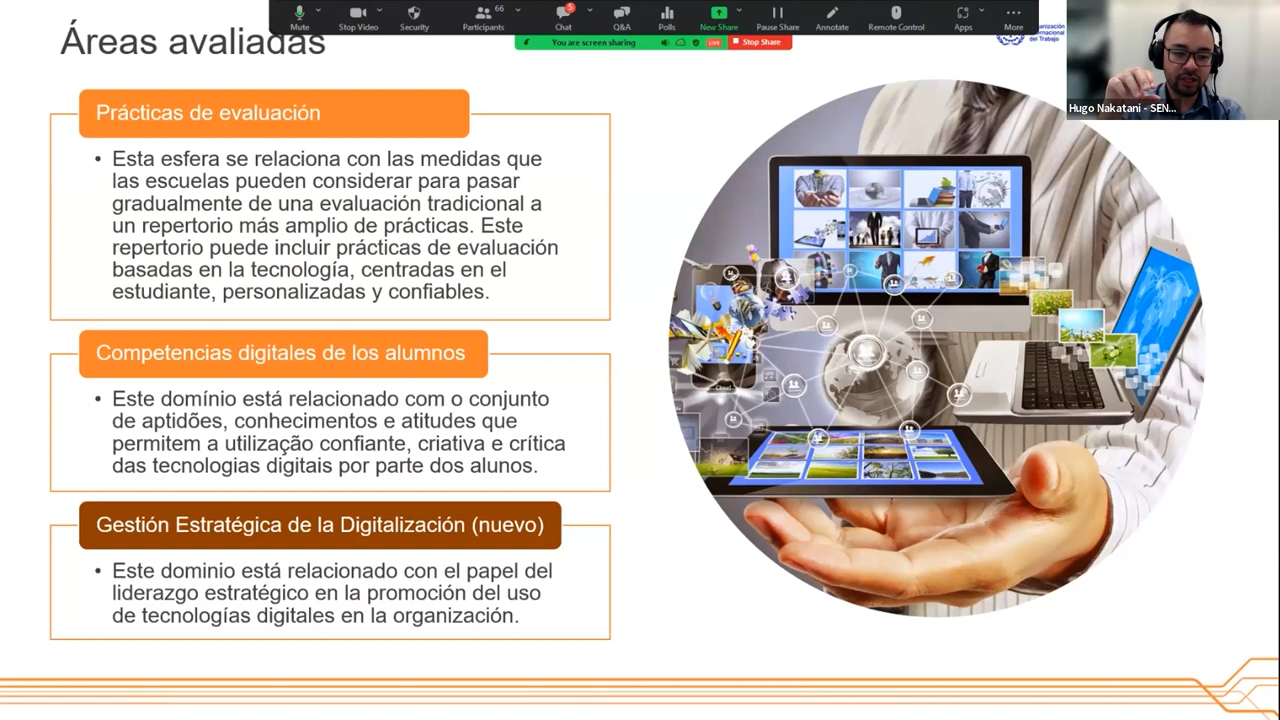 Mute
Stop Video
Security
Participants
66
Chat
5
Q&A
Polls
New Share
Pause Share
Annotate
Remote Control
Apps
More
You are screen sharing
LIVE
Stop Share
Áreas avaliadas
Organización
Internacional
del Trabajo
Hugo Nakatani - SEN...
Prácticas de evaluación
• Esta esfera se relaciona con las medidas que
las escuelas pueden considerar para pasar
gradualmente de una evaluación tradicional a
un repertorio más amplio de prácticas. Este
repertorio puede incluir prácticas de evaluación
basadas en la tecnología, centradas en el
estudiante, personalizadas y confiables.
Competencias digitales de los alumnos
• Este domínio está relacionado com o conjunto
de aptidões, conhecimentos e atitudes que
permitem a utilização confiante, criativa e crítica
das tecnologias digitais por parte dos alunos.
Gestión Estratégica de la Digitalización (nuevo)
• Este dominio está relacionado con el papel del
liderazgo estratégico en la promoción del uso
de tecnologías digitales en la organización.